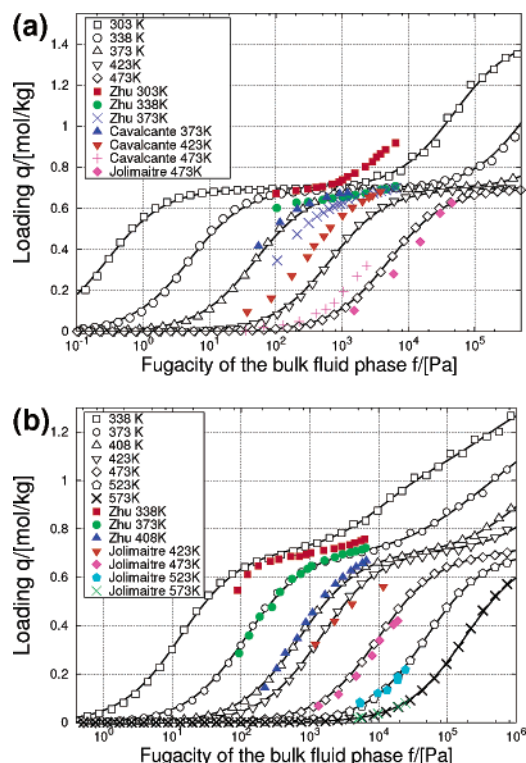 (a)
1.4
1.2
1
0.8
0.6
0.4
0.2
0
Loading q/[mol/kg]
303 K
338 K
373 K
423K
473K
Zhu 303K
Zhu 338K
Zhu 373K
Cavalcante 373K
Cavalcante 423K
Cavalcante 473K
Jolimaitre 473K
10-1 100 101 102 103 104 105
Fugacity of the bulk fluid phase f/[Pa]
(b)
1.2
1
0.8
0.6
0.4
0.2
0
Loading q/[mol/kg]
338 K
373 K
408 K
423K
473K
523K
573K
Zhu 338K
Zhu 373K
Zhu 408K
Jolimaitre 423K
Jolimaitre 473K
Jolimaitre 523K
Jolimaitre 573K
100 101 102 103 104 105 106
Fugacity of the bulk fluid phase f/[Pa]